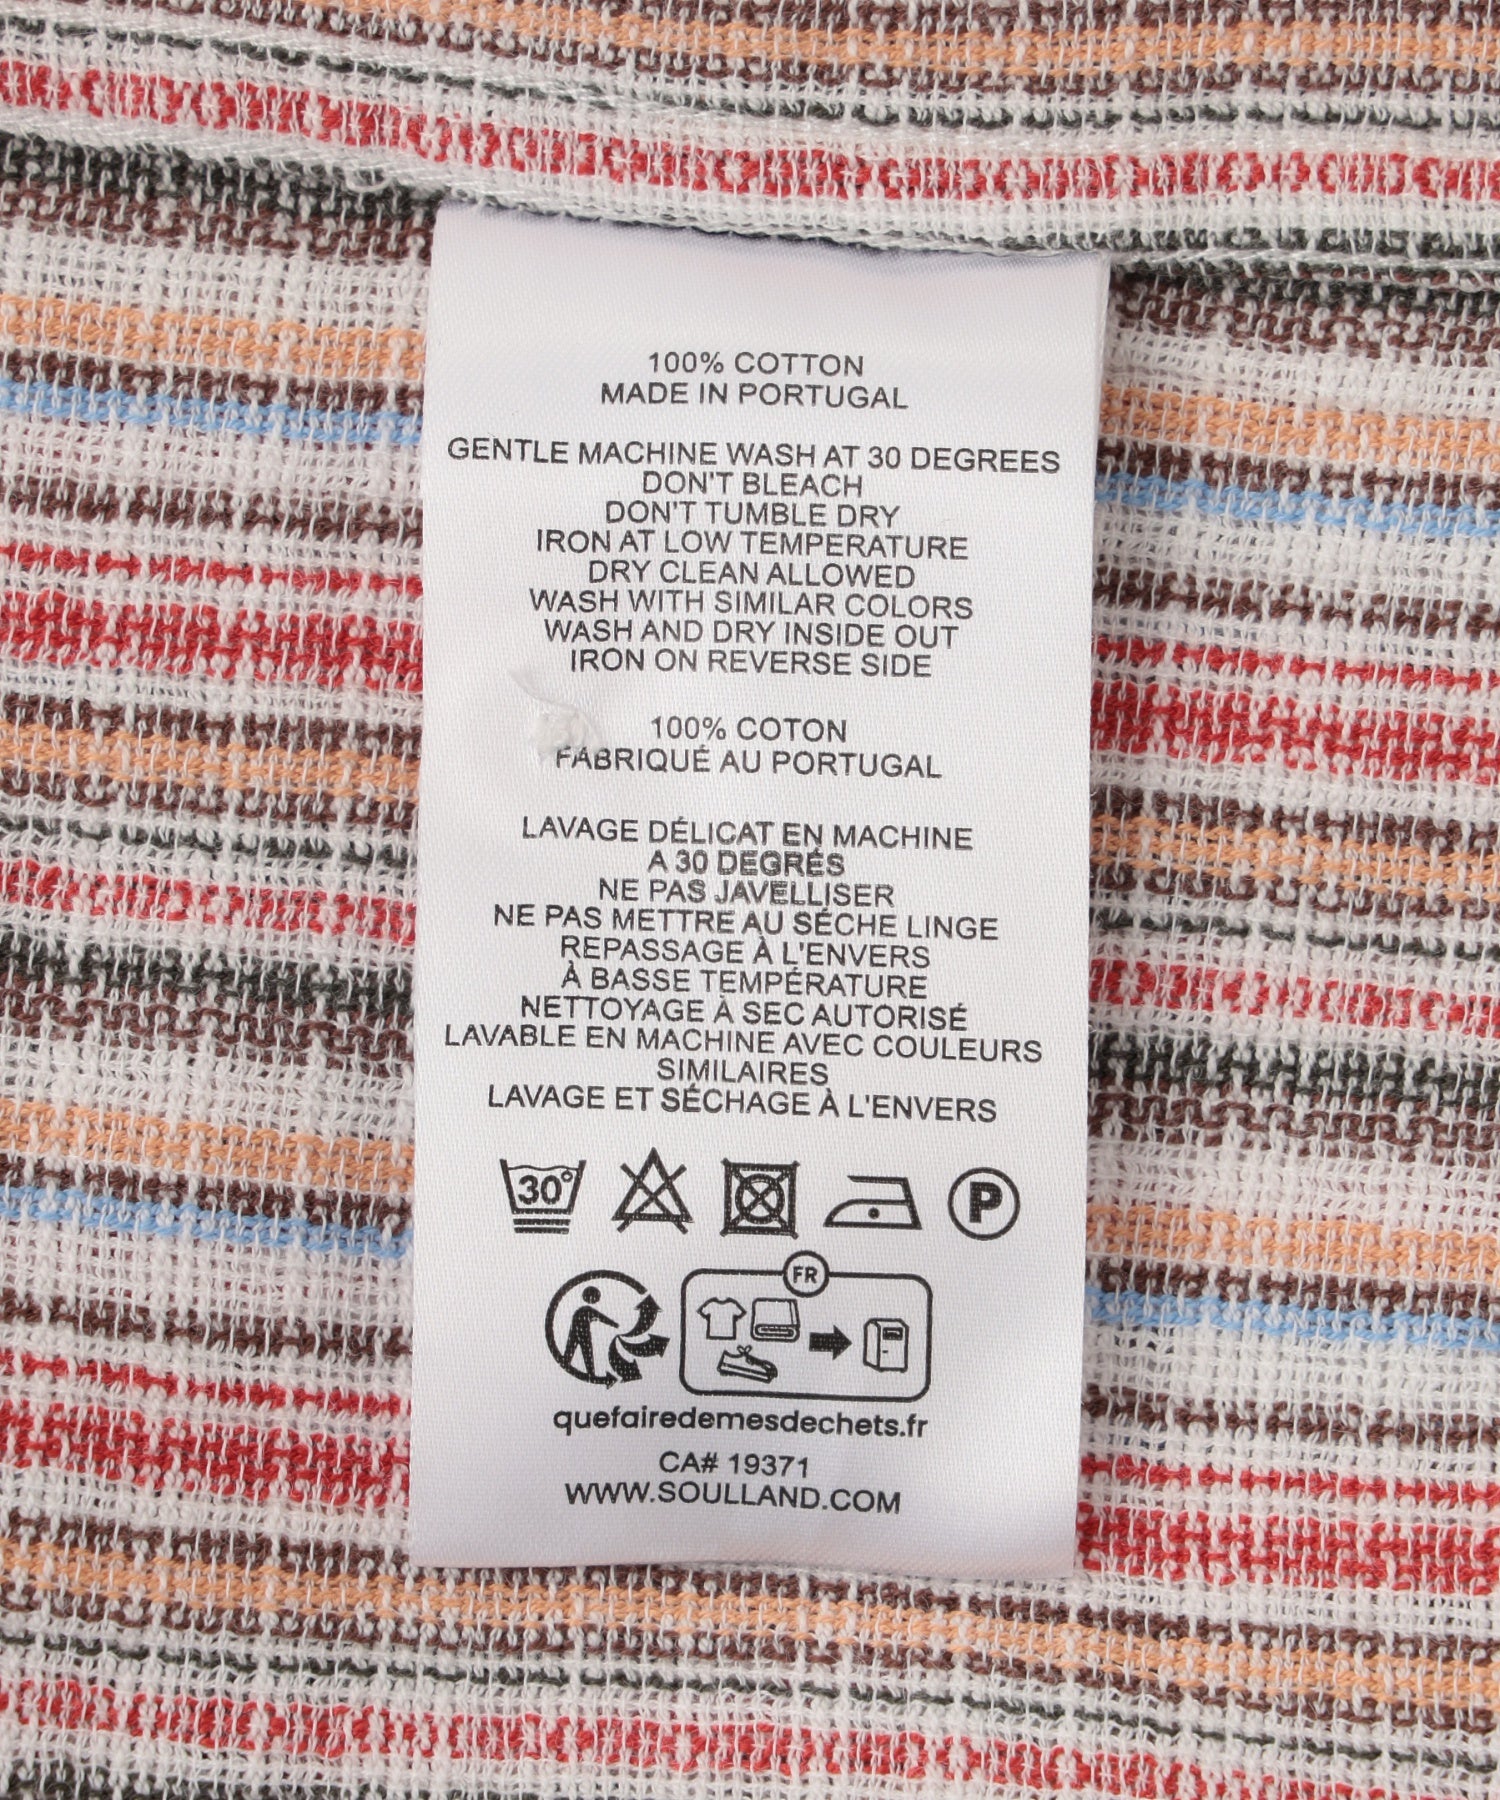 100% COTTON
MADE IN PORTUGAL
GENTLE MACHINE WASH AT 30 DEGREES
DON'T BLEACH
DON'T TUMBLE DRY
IRON AT LOW TEMPERATURE
DRY CLEAN ALLOWED
WASH WITH SIMILAR COLORS
WASH AND DRY INSIDE OUT
IRON ON REVERSE SIDE
100% COTON
FABRIQUÉ AU PORTUGAL
LAVAGE DÉLICAT EN MACHINE
A 30 DEGRÉS
NE PAS JAVELLISER
NE PAS METTRE AU SÉCHE LINGE
REPASSAGE À L'ENVERS
À BASSE TEMPÉRATURE
NETTOYAGE À SEC AUTORISÉ
LAVABLE EN MACHINE AVEC COULEURS
SIMILAIRES
LAVAGE ET SÉCHAGE À L'ENVERS
30° P
FR
quefairedemesdechets.fr
CA# 19371
WWW.SOULLAND.COM